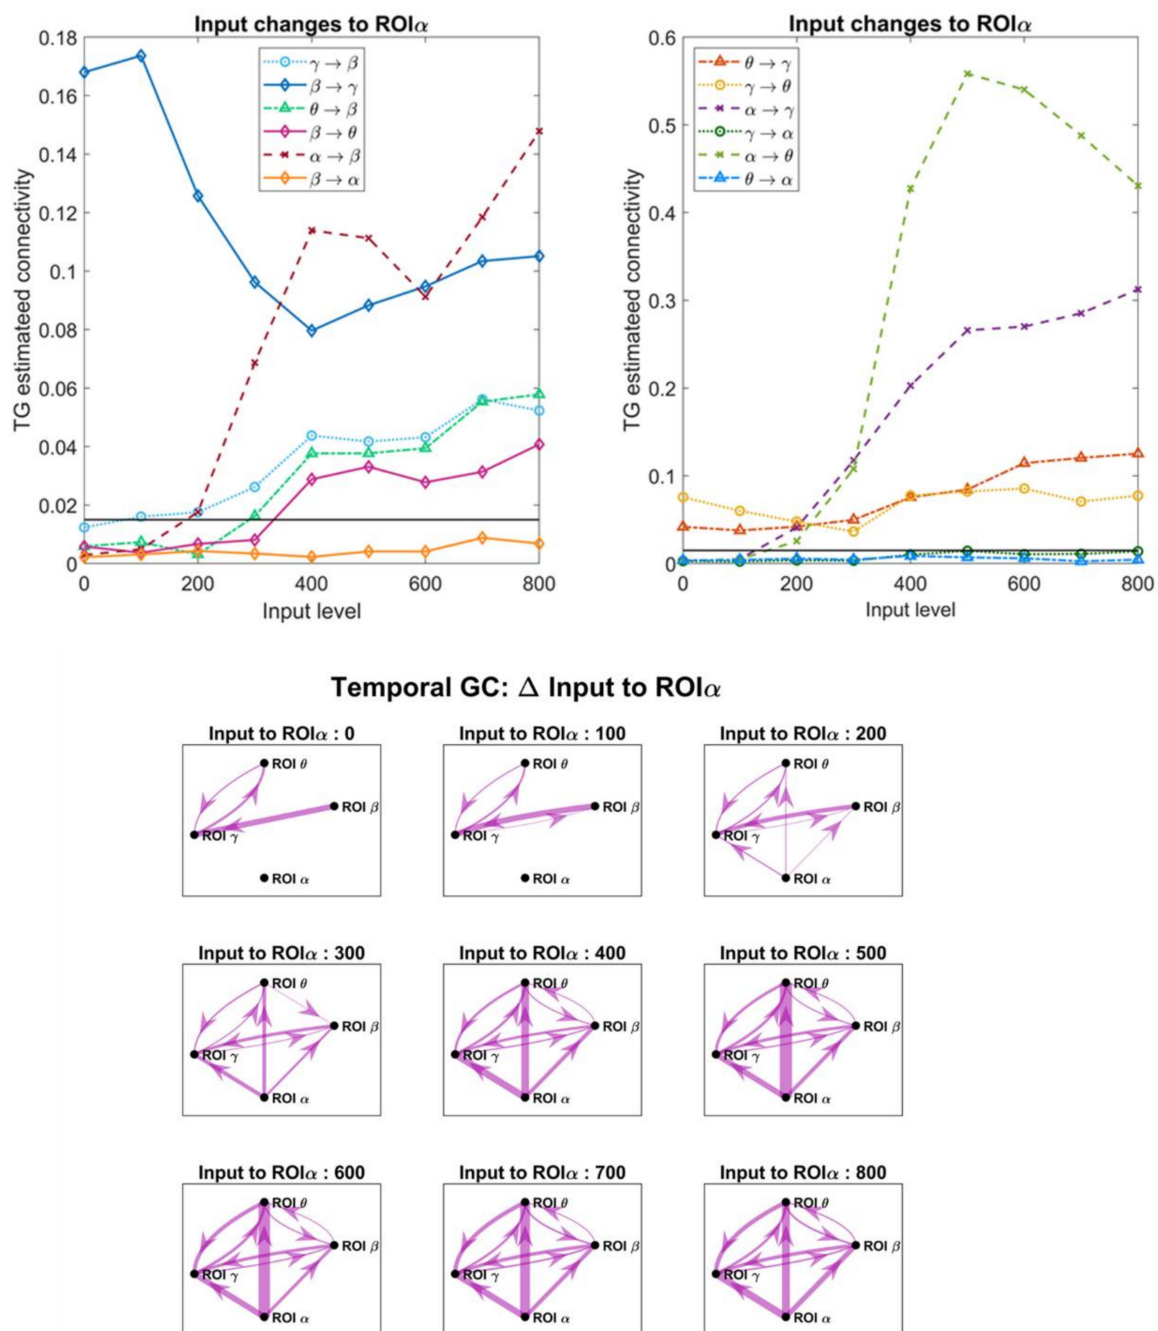 Input changes to ROIα
0.18
0.16
0.14
0.12
0.1
0.08
0.06
0.04
0.02
0
TG estimateed connectivity
γ → β
β → γ
θ → β
β → θ
α → β
β → α
0 200 400 600 800
Input level
Input changes to ROIα
0.6
0.5
0.4
0.3
0.2
0.1
0
TG estimateed connectivity
θ → γ
γ → θ
α → γ
γ → α
α → θ
θ → α
0 200 400 600 800
Input level
Temporal GC: Δ Input to ROIα
Input to ROIα : 0
ROI θ
ROI β
ROI γ
ROI α
Input to ROIα : 100
ROI θ
ROI β
ROI γ
ROI α
Input to ROIα : 200
ROI θ
ROI β
ROI γ
ROI α
Input to ROIα : 300
ROI θ
ROI β
ROI γ
ROI α
Input to ROIα : 400
ROI θ
ROI β
ROI γ
ROI α
Input to ROIα : 500
ROI θ
ROI β
ROI γ
ROI α
Input to ROIα : 600
ROI θ
ROI β
ROI γ
ROI α
Input to ROIα : 700
ROI θ
ROI β
ROI γ
ROI α
Input to ROIα : 800
ROI θ
ROI β
ROI γ
ROI α